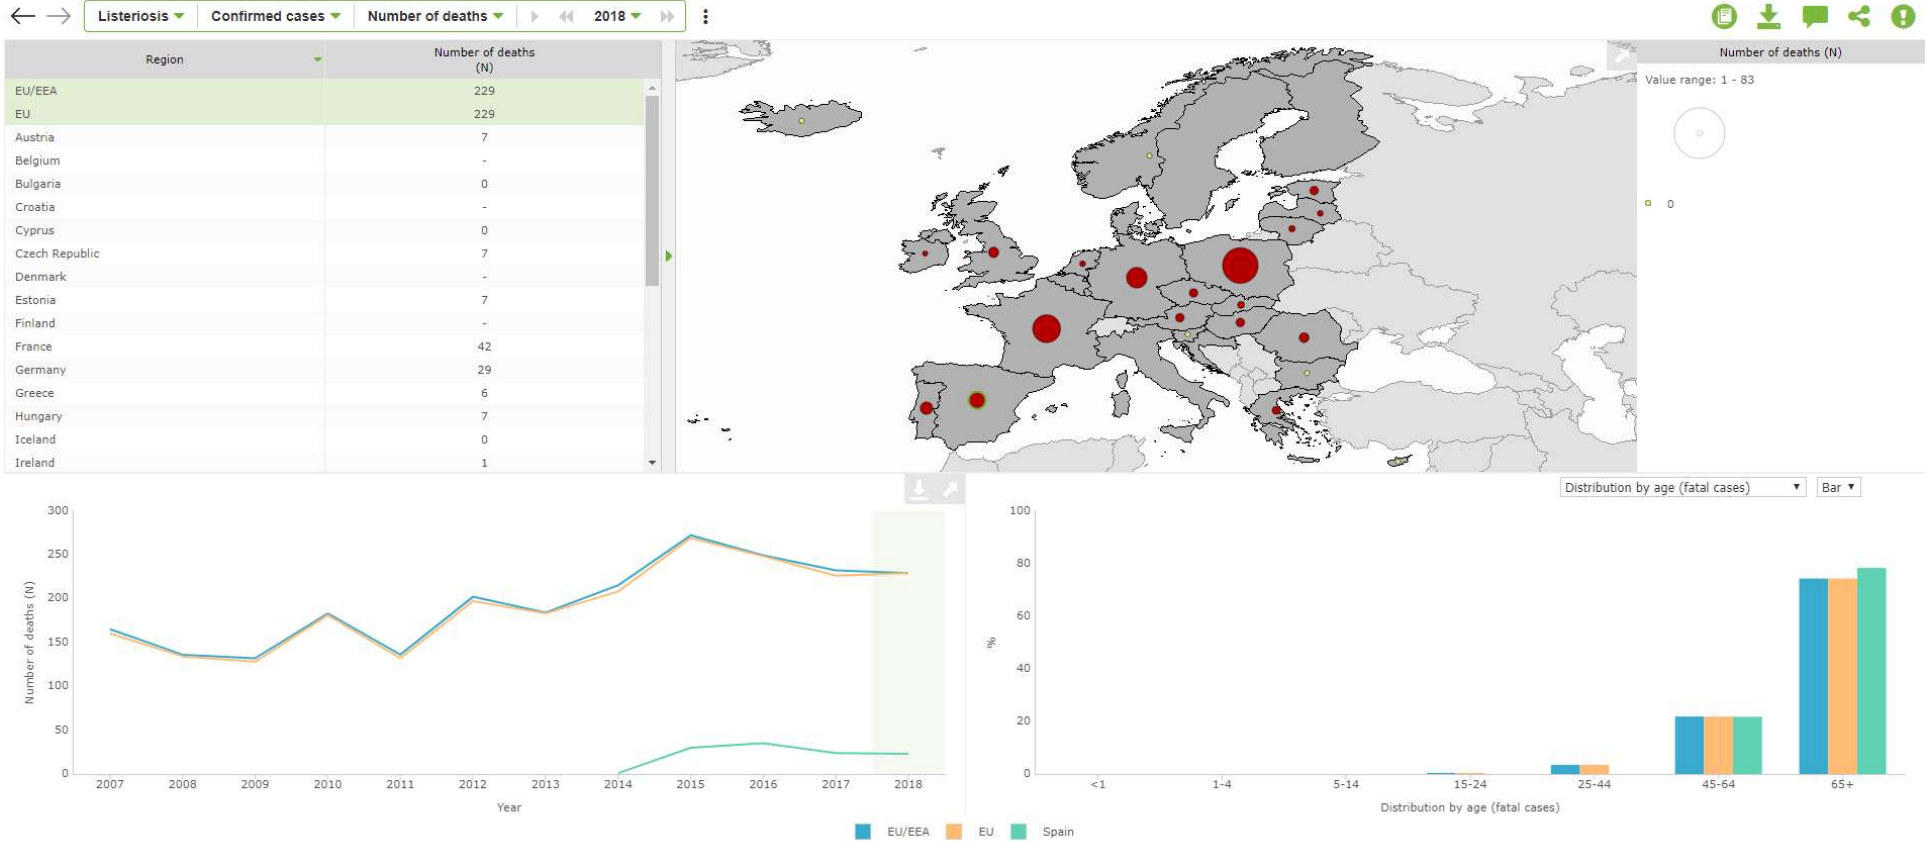 Listeriosis Confirmed cases Number of deaths 2018
Region Number of deaths
(N)
EU/EEA 229
EU 229
Austria 7
Belgium -
Bulgaria 0
Croatia -
Cyprus 0
Czech Republic 7
Denmark -
Estonia 7
Finland -
France 42
Germany 29
Greece 6
Hungary 7
Iceland 0
Ireland 1
Number of deaths (N)
Value range: 1 - 83
0
300
250
200
150
100
50
0
Number of deaths (N)
2007 2008 2009 2010 2011 2012 2013 2014 2015 2016 2017 2018
Year
Distribution by age (fatal cases) Bar
100
80
60
40
20
0
%
<1 1-4 5-14 15-24 25-44 45-64 65+
Distribution by age (fatal cases)
EU/EEA EU Spain